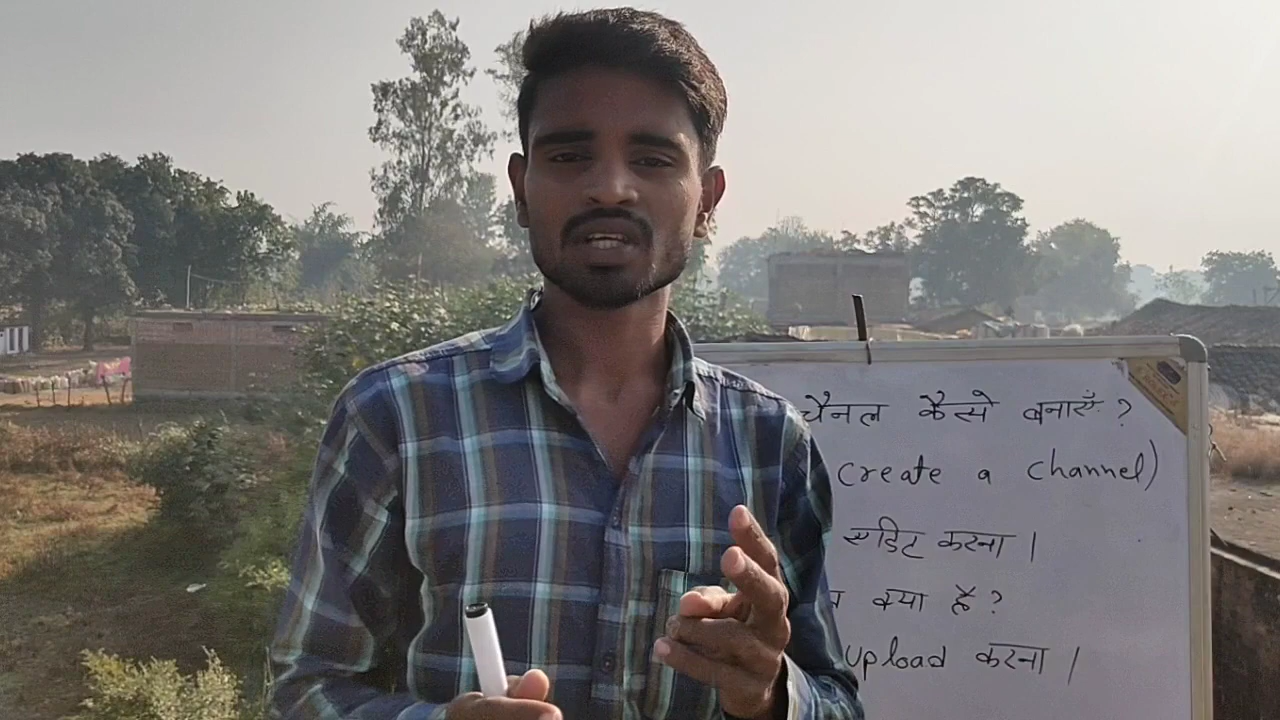 चैनल कैसे बनाएँ ?
create a channel)
एडिट करना ।
क्या है ?
upload करना ।